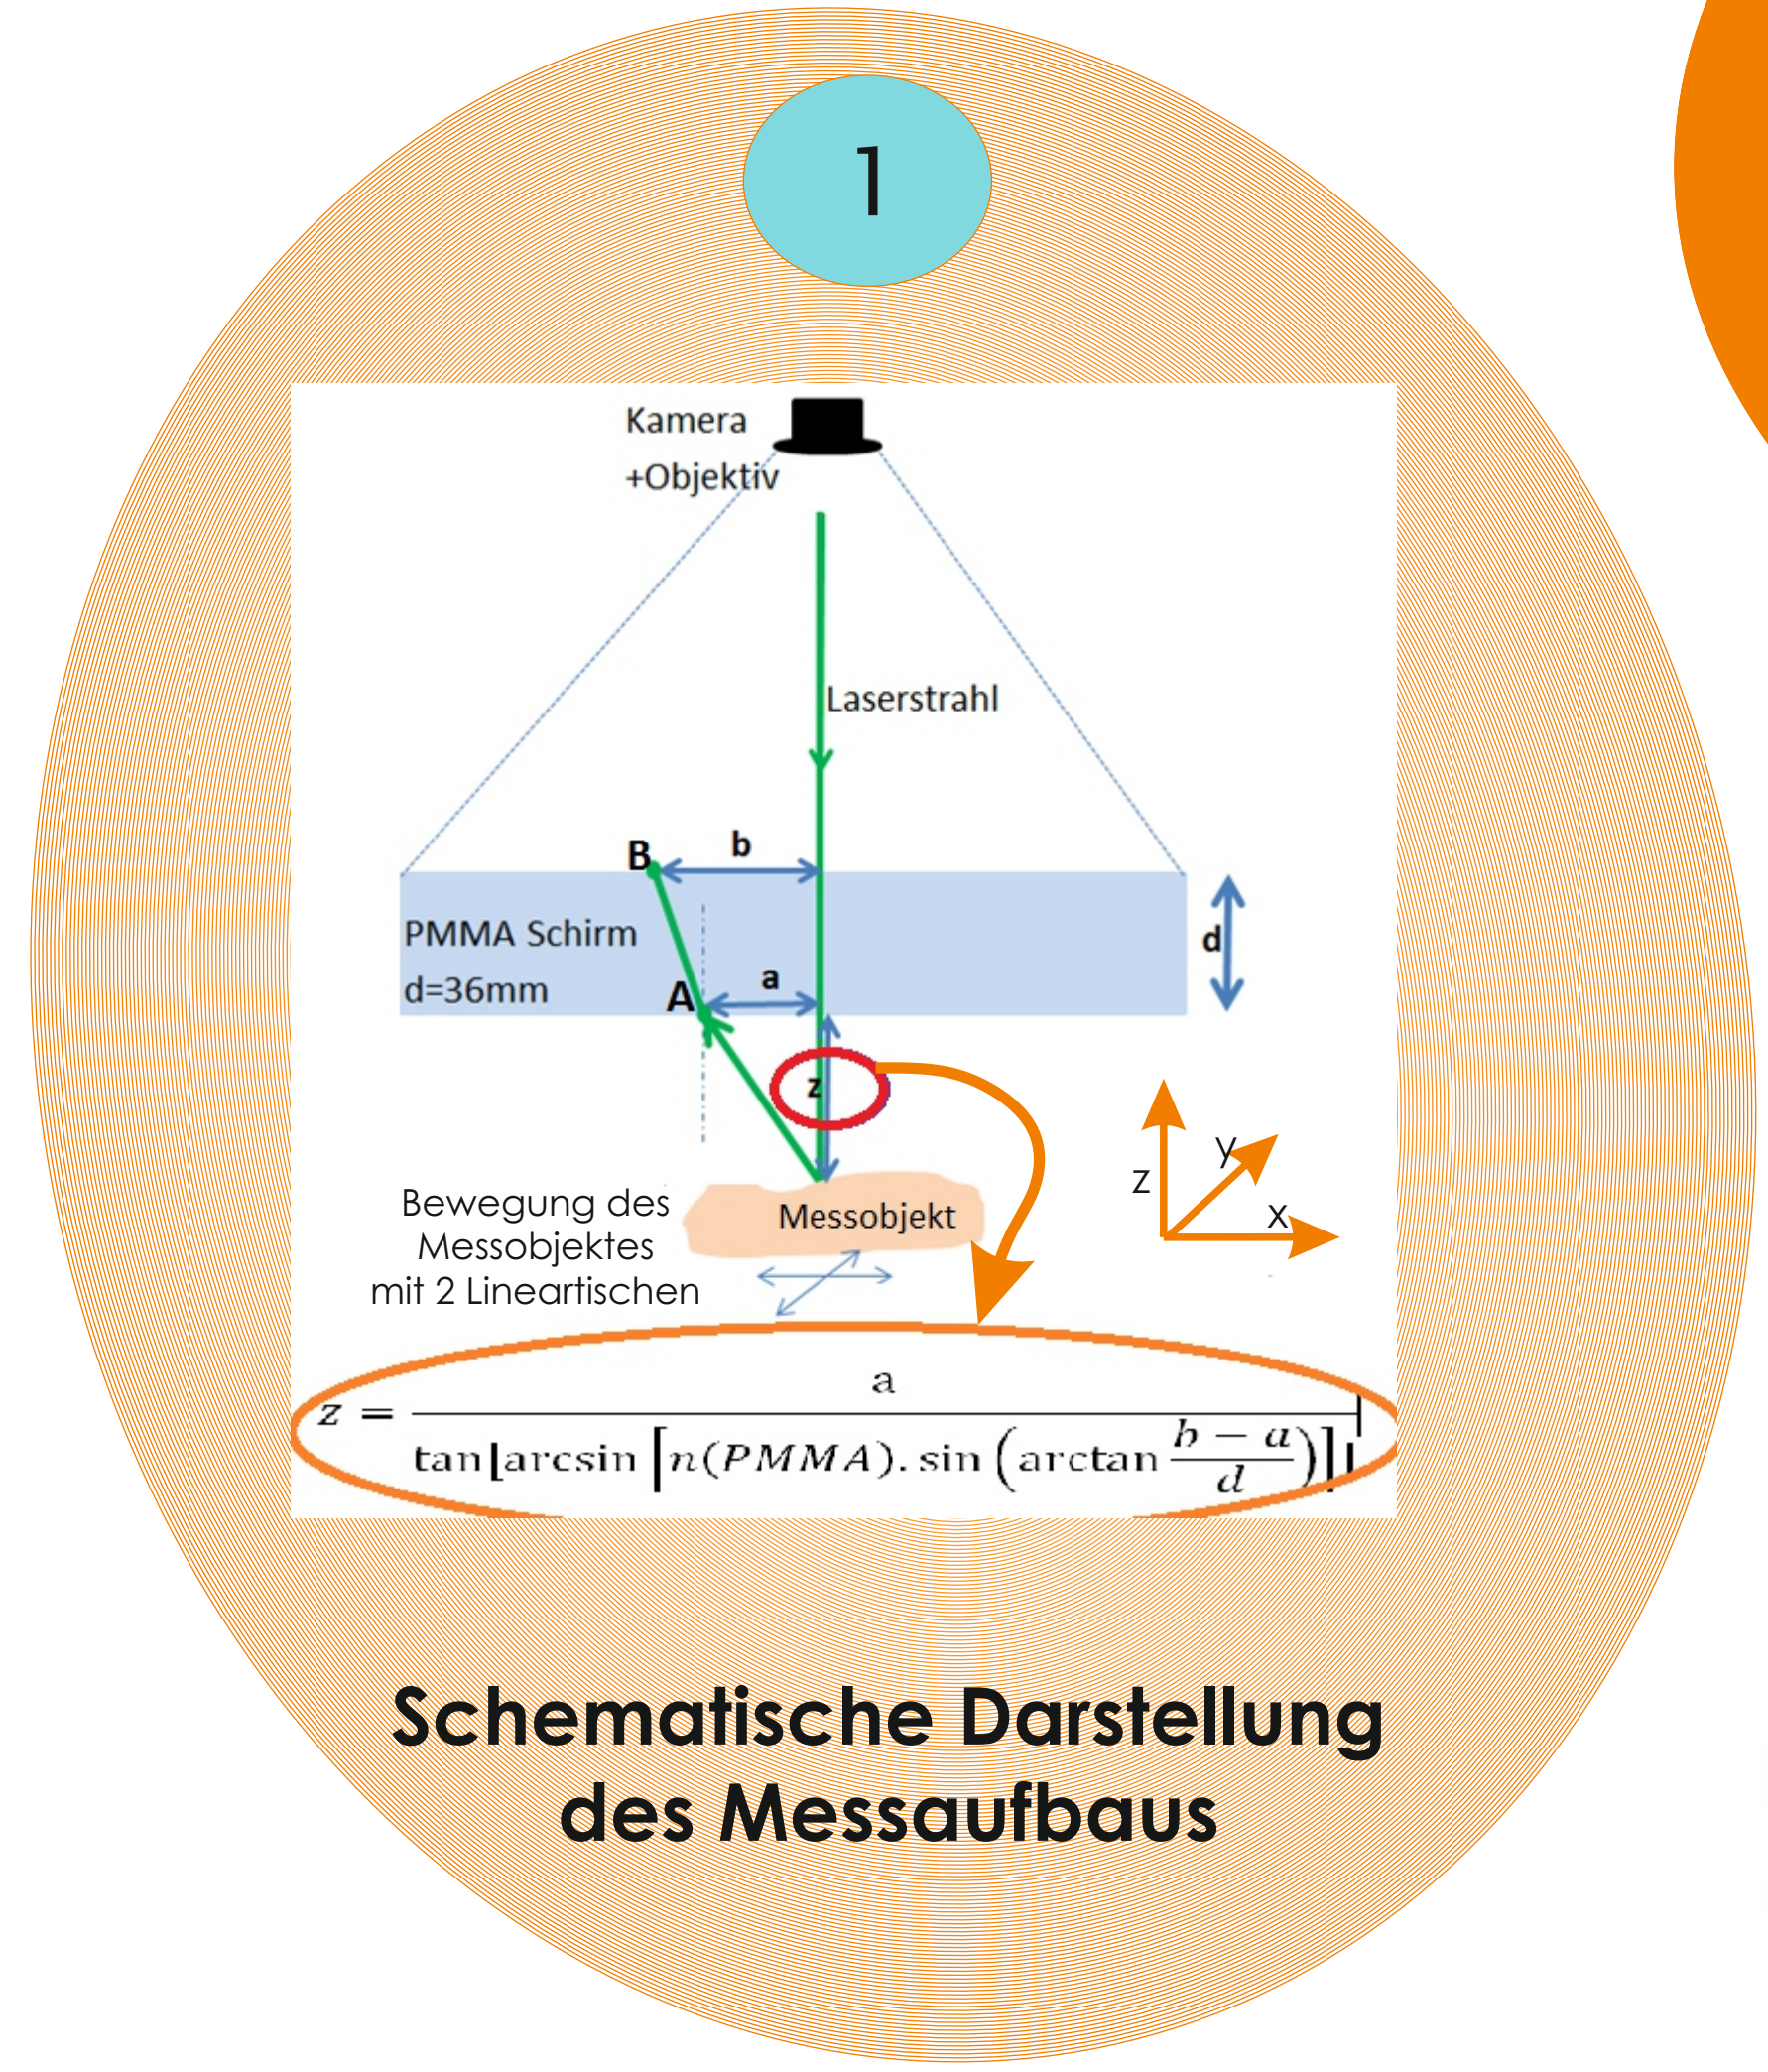 1
Kamera
+Objektiv
Laserstrahl
B
b
PMMA Schirm
d
d=36mm
A
a
z
Bewegung des
Messobjektes
mit 2 Lineartischen
Messobjekt
z
y
x
z = a / tan[arcsin[n(PMMA). sin(arctan (b − a)/d)]]
Schematische Darstellung
des Messaufbaus